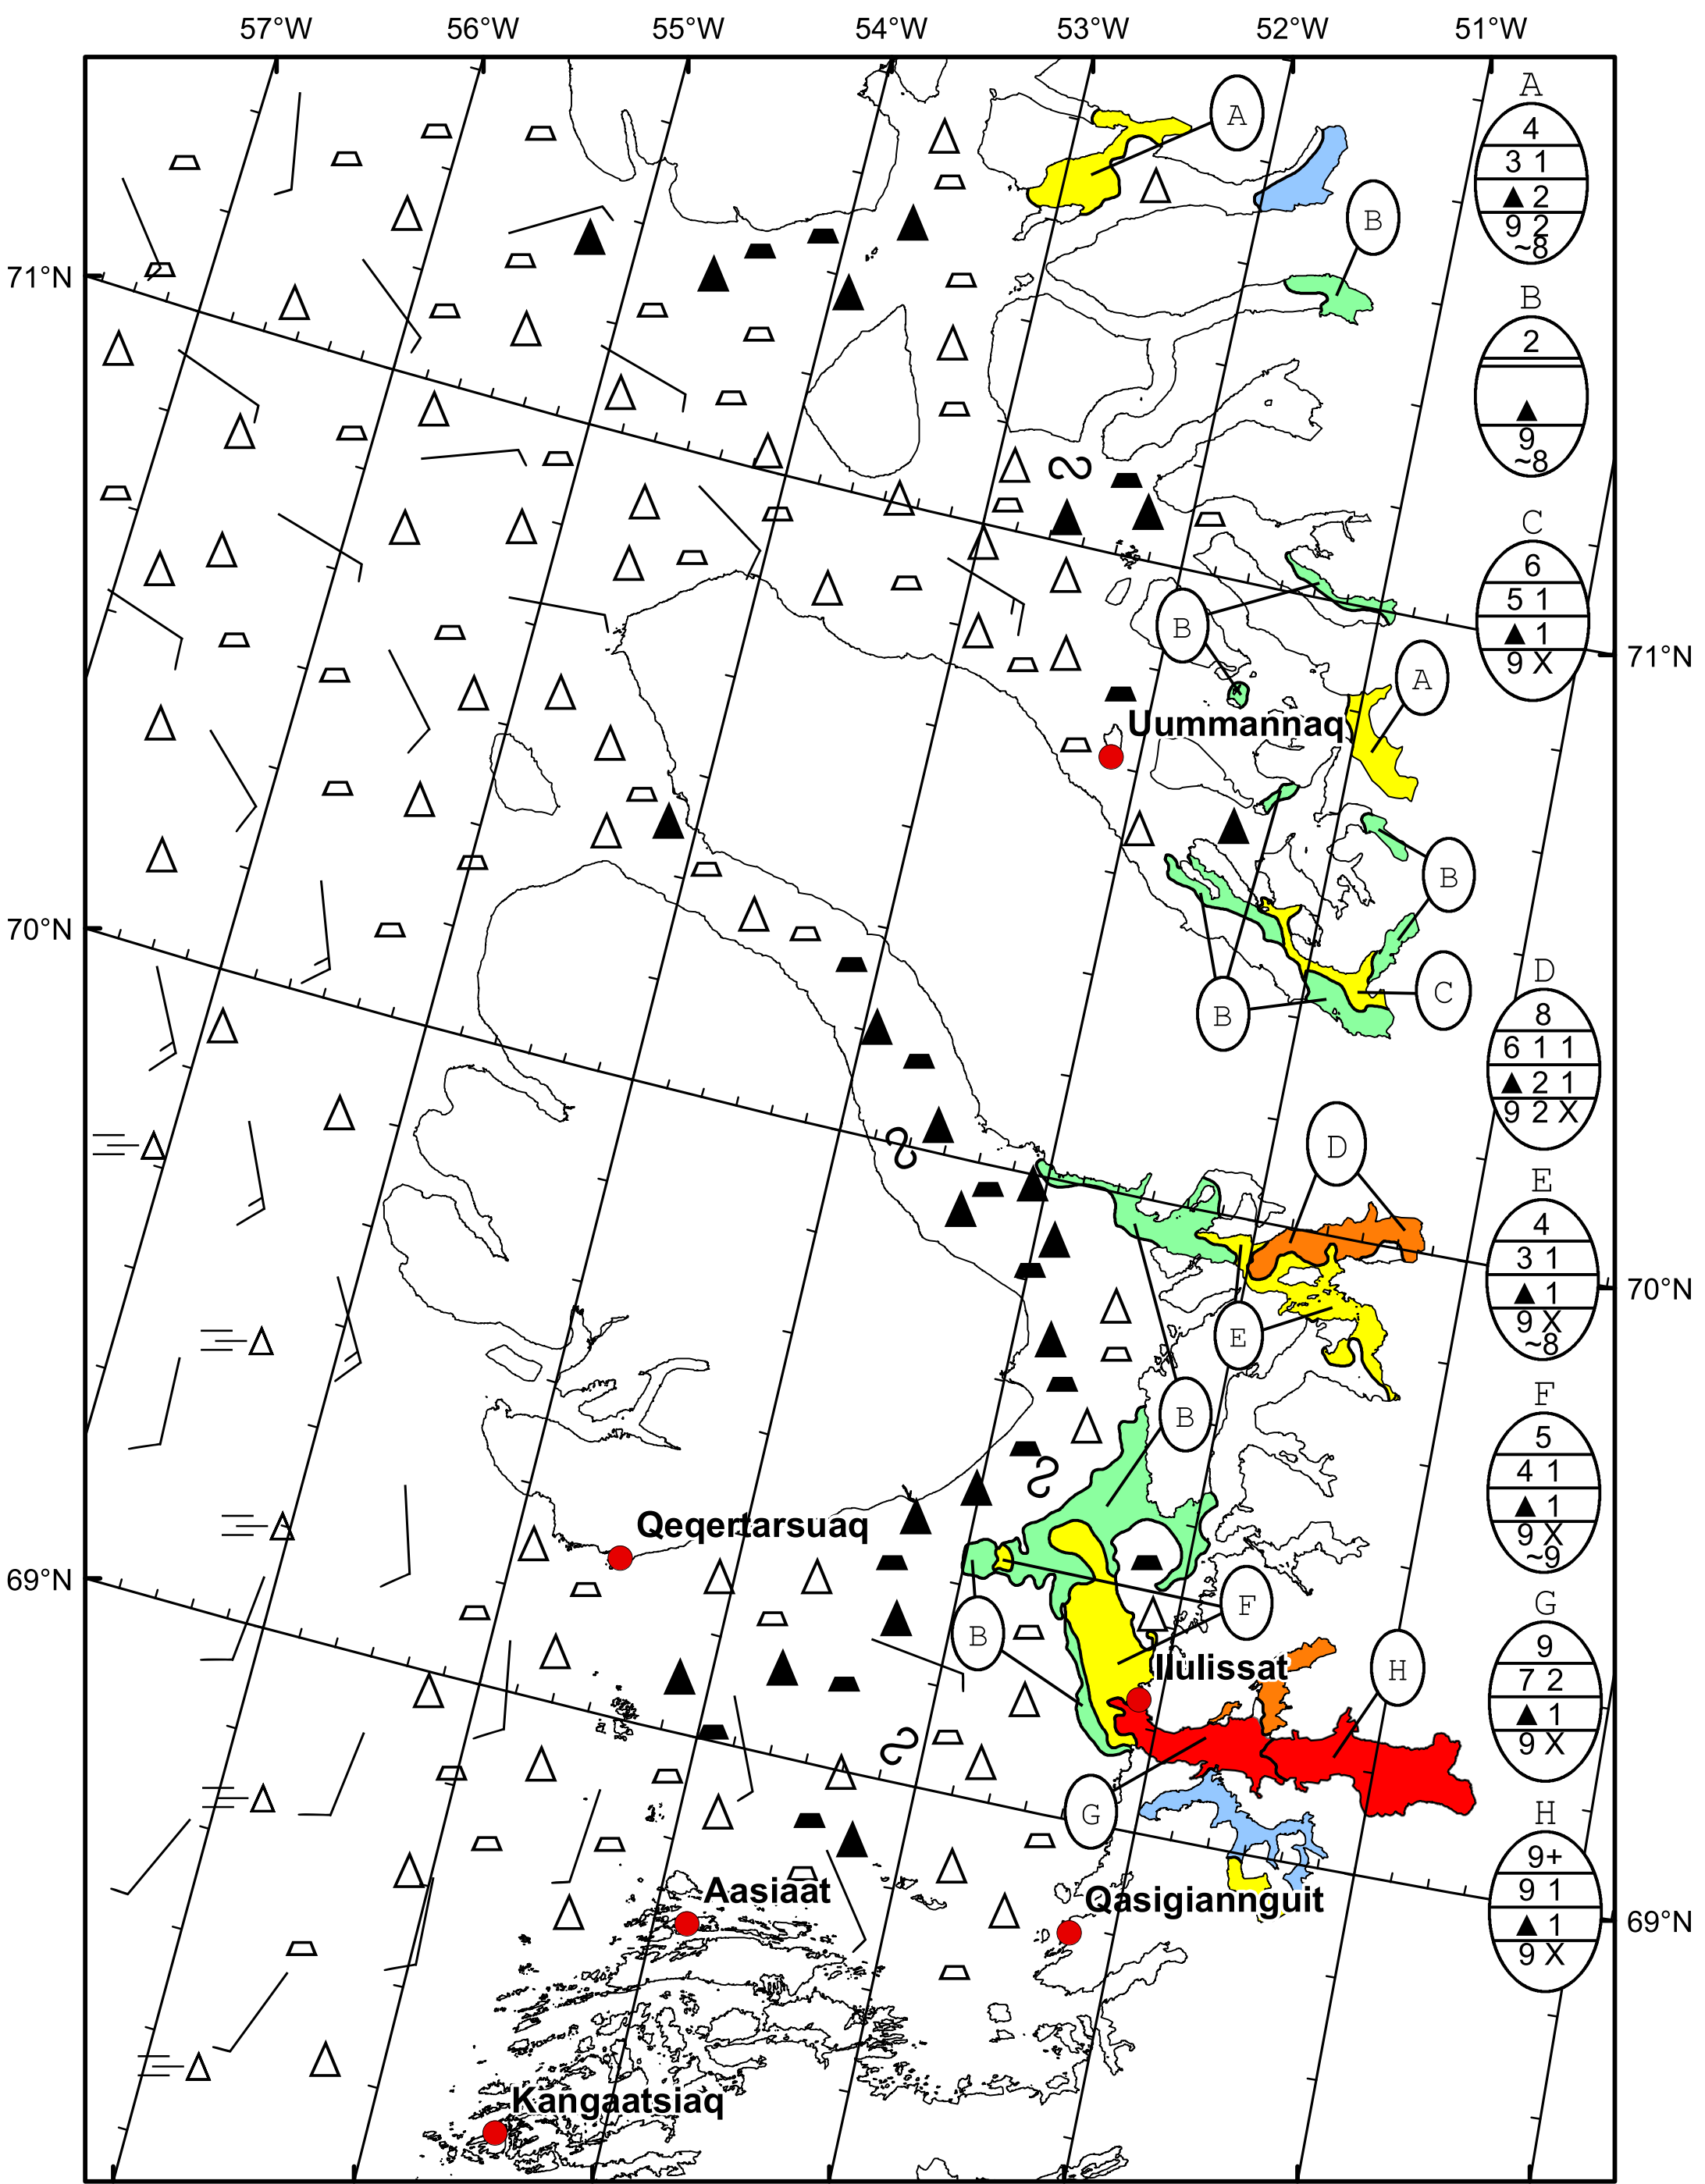 57°W 56°W 55°W 54°W 53°W 52°W 51°W
A
4
3 1
▲ 2
9 2
~8
A
B
71°N
B
2
▲
9
~8
C
6
5 1
▲ 1
9 X
B
71°N
A
Uummannaq
B
70°N
B
C
D
8
6 1 1
▲ 2 1
9 2 X
D
E
4
3 1
▲ 1
9 X
~8
70°N
E
B
F
5
4 1
▲ 1
9 X
~9
Qeqertarsuaq
69°N
F
B
G
9
7 2
▲ 1
9 X
Ilulissat
H
G
H
9+
9 1
▲ 1
9 X
Aasiaat
Qasigiannguit
69°N
Kangaatsiaq